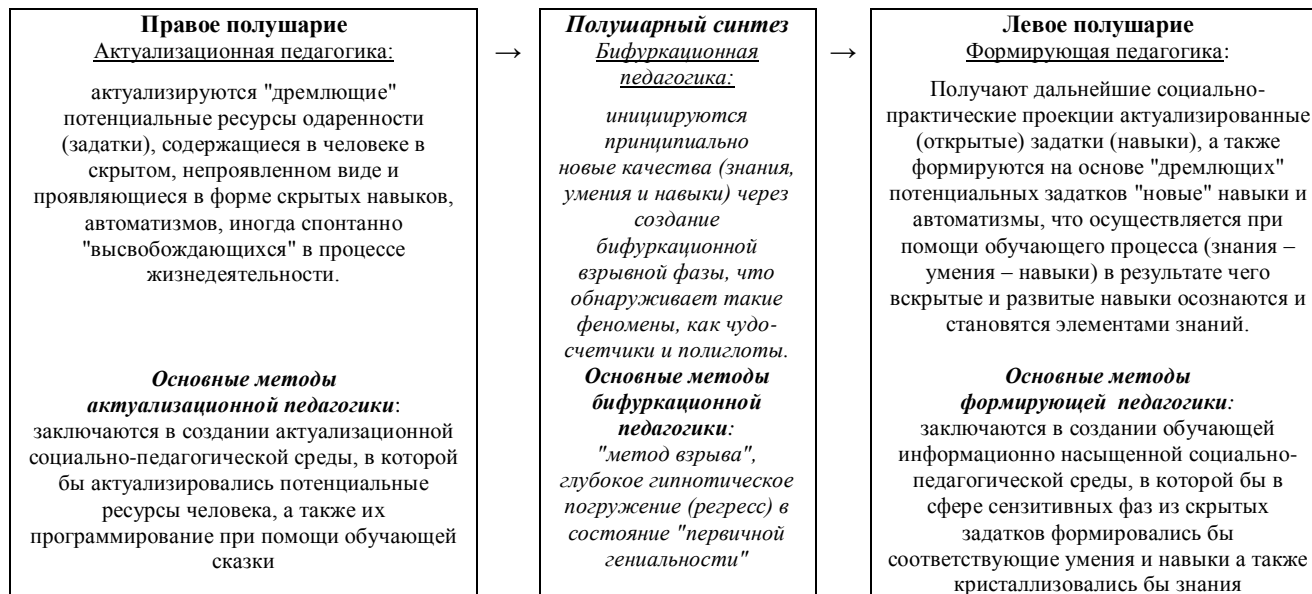 Правое полушарие
Актуализационная педагогика:
актуализируются "дремлющие"
потенциальные ресурсы одаренности
(задатки), содержащиеся в человеке в
скрытом, непроявленном виде и
проявляющиеся в форме скрытых навыков,
автоматизмов, иногда спонтанно
"высвобождающихся" в процессе
жизнедеятельности.
Основные методы
актуализационной педагогики:
заключаются в создании актуализационной
социально-педагогической среды, в которой
бы актуализировались потенциальные
ресурсы человека, а также их
программирование при помощи обучающей
сказки
→
Полушарный синтез
Бифуркационная
педагогика:
инициируются
принципиально
новые качества (знания,
умения и навыки) через
создание
бифуркационной
взрывной фазы, что
обнаруживает такие
феномены, как чудо-
счетчики и полиглоты.
Основные методы
бифуркационной
педагогики:
"метод взрыва",
глубокое гипнотическое
погружение (регресс) в
состояние "первичной
гениальности"
→
Левое полушарие
Формирующая педагогика:
Получают дальнейшие социально-
практические проекции актуализированные
(открытые) задатки (навыки), а также
формируются на основе "дремлющих"
потенциальных задатков "новые" навыки и
автоматизмы, что осуществляется при
помощи обучающего процесса (знания –
умения – навыки) в результате чего
вскрытые и развитые навыки осознаются и
становятся элементами знаний.
Основные методы
формирующей педагогики:
заключаются в создании обучающей
информационно насыщенной социально-
педагогической среды, в которой бы в
сфере сензитивных фаз из скрытых
задатков формировались бы
соответствующие умения и навыки а также
кристаллизовались бы знания